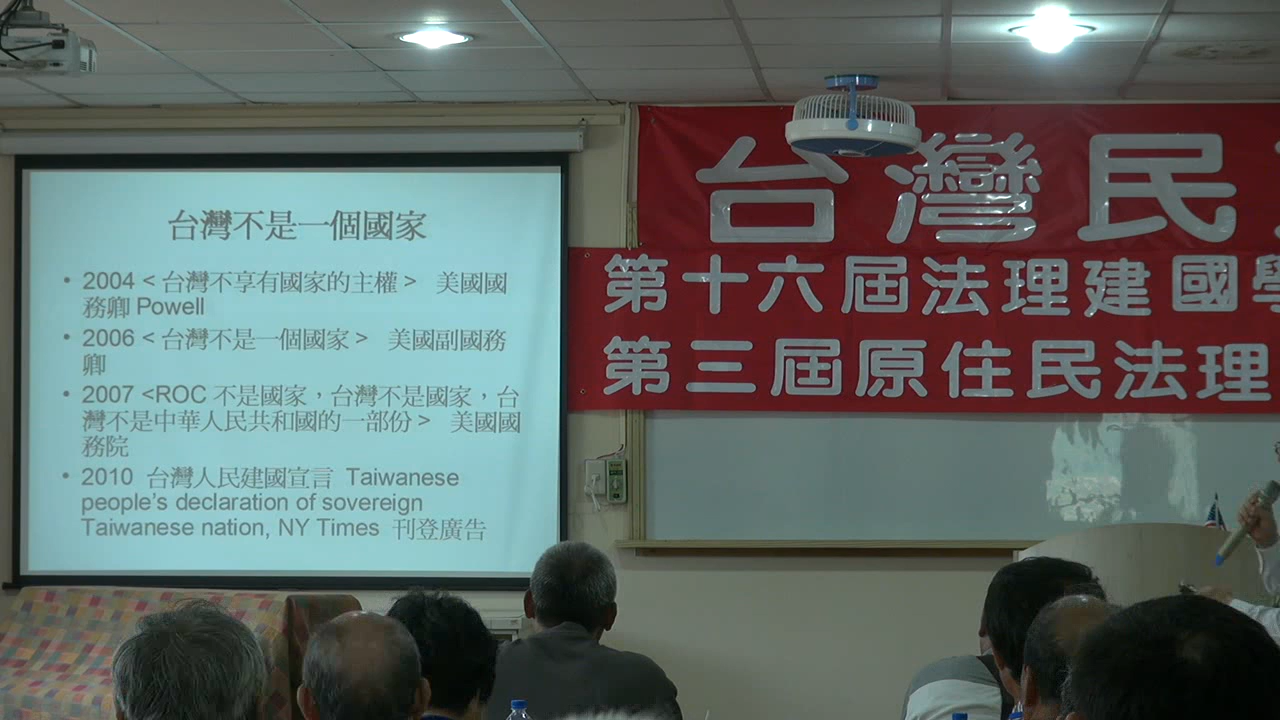 台灣不是一個國家
• 2004 < 台灣不享有國家的主權 > 美國國
務卿 Powell
• 2006 < 台灣不是一個國家 > 美國副國務
卿
• 2007 <ROC 不是國家，台灣不是國家，台
灣不是中華人民共和國的一部份 > 美國國
務院
• 2010 台灣人民建國宣言 Taiwanese
people's declaration of sovereign
Taiwanese nation, NY Times 刊登廣告
台灣民
第十六屆法理建國學
第三屆原住民法理